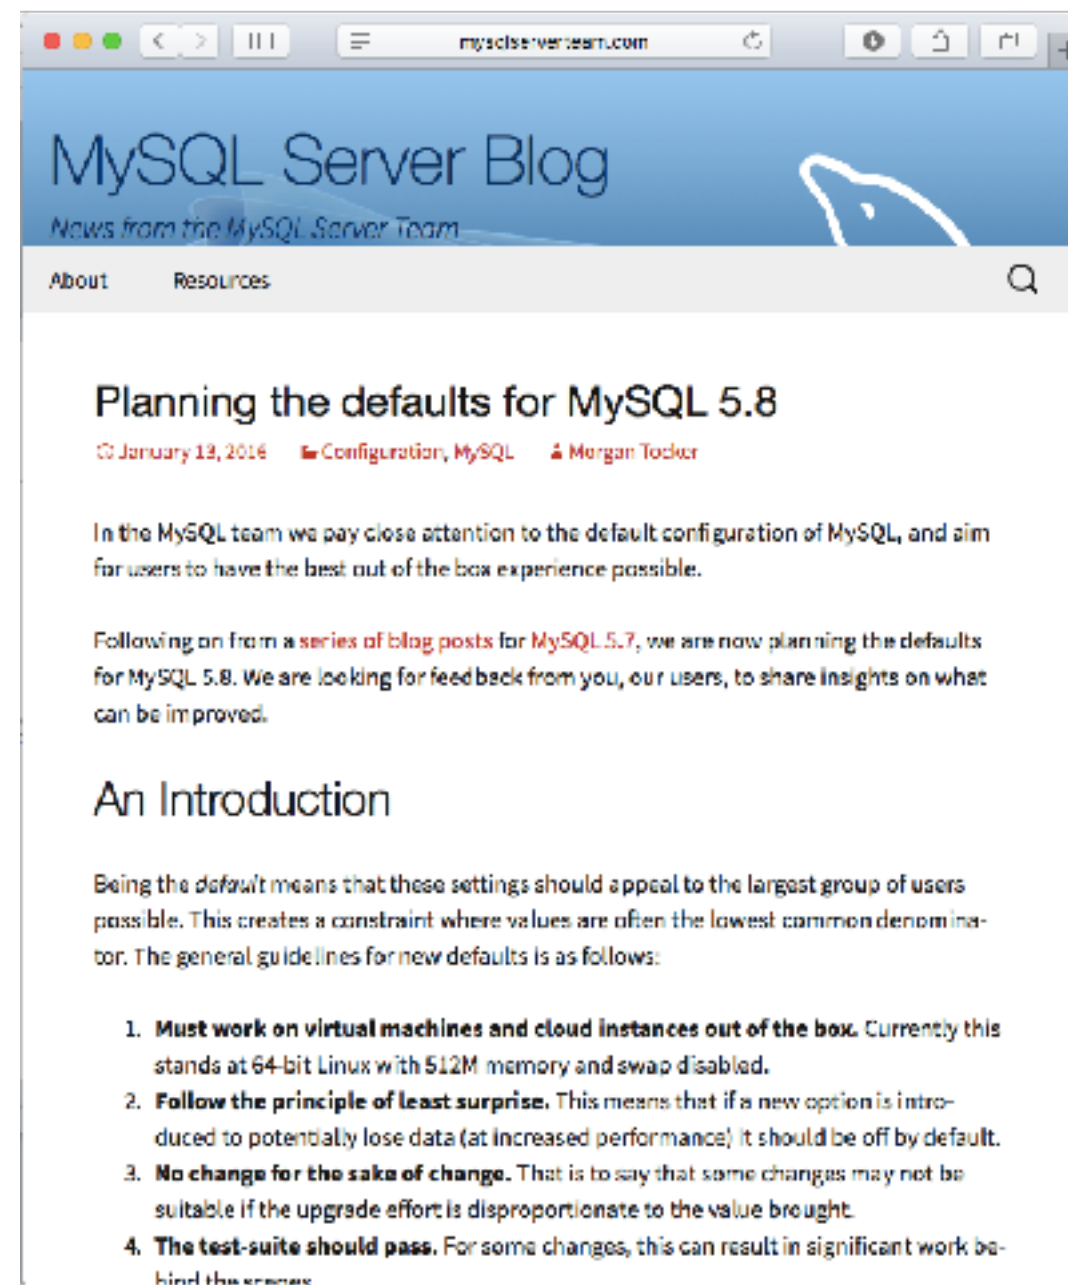 mysqlserverteam.com
MySQL Server Blog
News from the MySQL Server Team
About Resources
Planning the defaults for MySQL 5.8
January 13, 2016 Configuration, MySQL Morgan Tocker
In the MySQL team we pay close attention to the default configuration of MySQL, and aim
for users to have the best out of the box experience possible.
Following on from a series of blog posts for MySQL 5.7, we are now planning the defaults
for MySQL 5.8. We are looking for feedback from you, our users, to share insights on what
can be improved.
An Introduction
Being the default means that these settings should appeal to the largest group of users
possible. This creates a constraint where values are often the lowest common denomina-
tor. The general guidelines for new defaults is as follows:
1. Must work on virtual machines and cloud instances out of the box. Currently this
stands at 64-bit Linux with 512M memory and swap disabled.
2. Follow the principle of least surprise. This means that if a new option is intro-
duced to potentially lose data (at increased performance) it should be off by default.
3. No change for the sake of change. That is to say that some changes may not be
suitable if the upgrade effort is disproportionate to the value brought.
4. The test-suite should pass. For some changes, this can result in significant work be-
hind the scenes